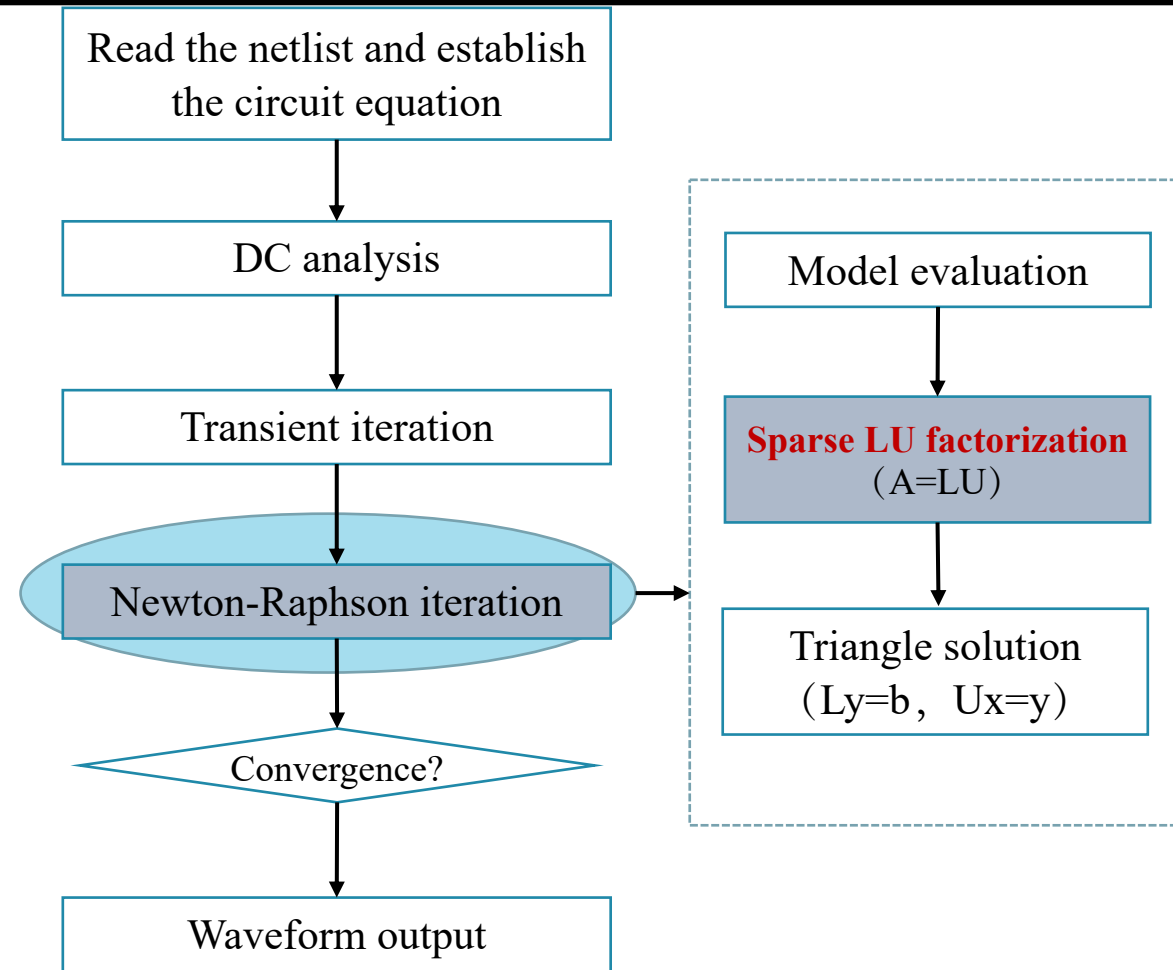 Read the netlist and establish
the circuit equation
DC analysis
Transient iteration
Newton-Raphson iteration
Convergence?
Waveform output
Model evaluation
Sparse LU factorization
（A=LU）
Triangle solution
（Ly=b，Ux=y）